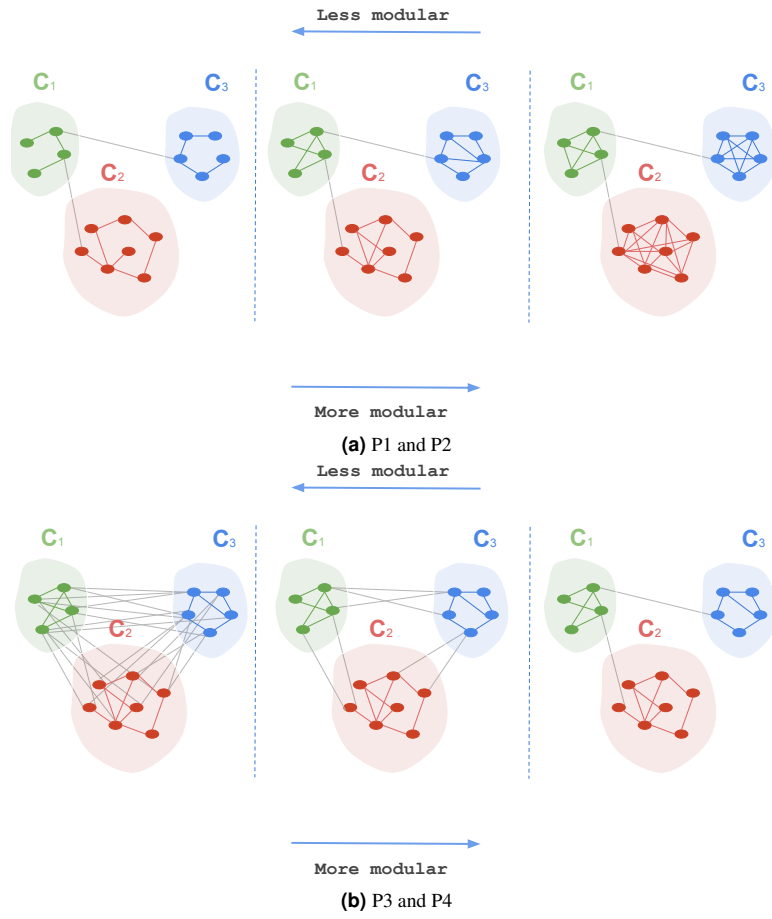 Less modular
C1 C3 C1 C3 C1 C3
C2 C2 C2
More modular
(a) P1 and P2
Less modular
C1 C3 C1 C3 C1 C3
C2 C2 C2
More modular
(b) P3 and P4